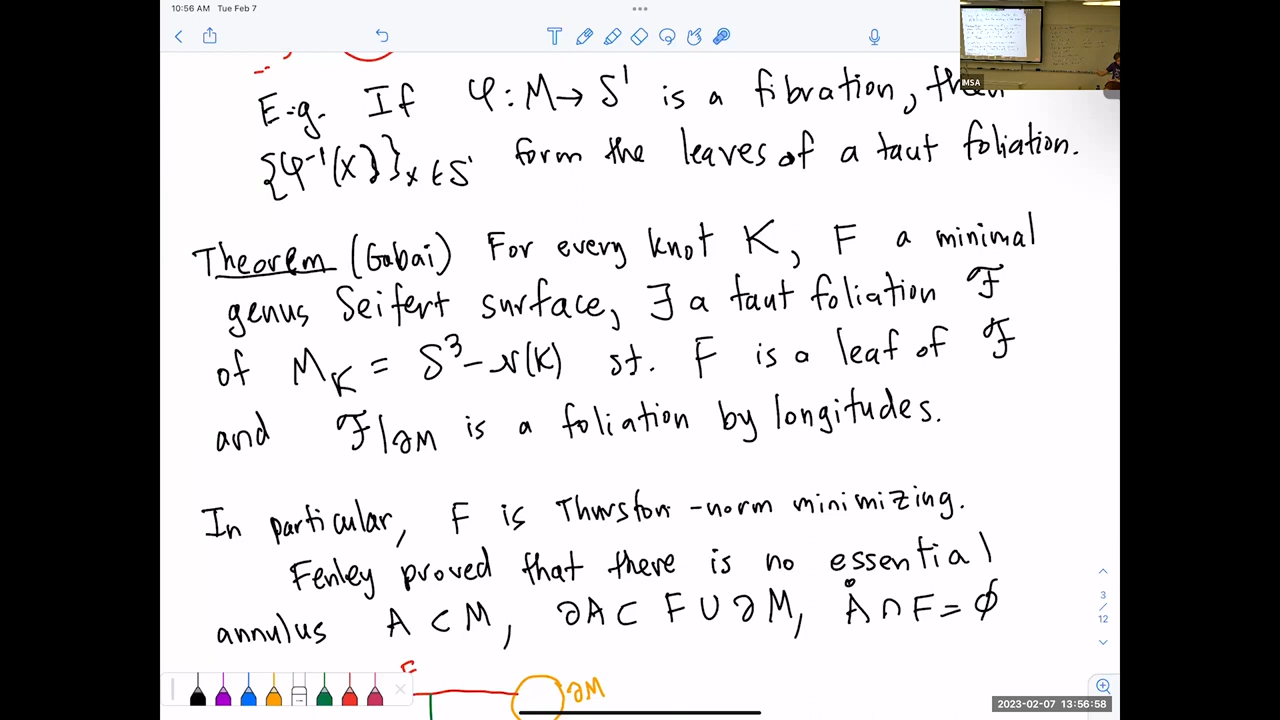 10:56 AM Tue Feb 7
MSA
E.g. If φ : M → S¹ is a fibration, then
{φ⁻¹(x)}ₓ ∈ S¹ form the leaves of a taut foliation.
Theorem (Gabai) For every knot K, F a minimal
genus Seifert surface, ∃ a taut foliation ℱ
of M_K = S³ - N(K) st. F is a leaf of ℱ
and ℱ|∂M is a foliation by longitudes.
In particular, F is Thurston-norm minimizing.
Fenley proved that there is no essential
annulus A ⊂ M, ∂A ⊂ F ∪ ∂M, Å ∩ F = ∅
F
∂M
3
/
12
2023-02-07 13:56:58